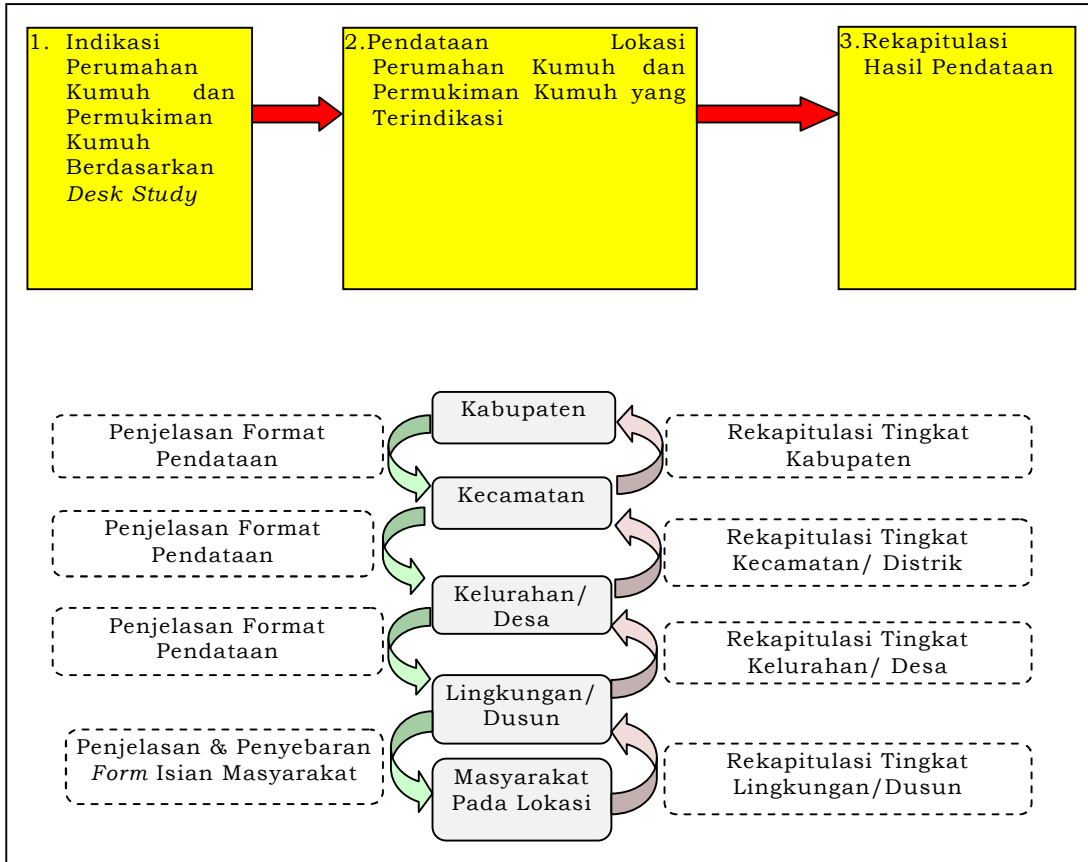 1. Indikasi
Perumahan
Kumuh dan
Permukiman
Kumuh
Berdasarkan
Desk Study
2.Pendataan Lokasi
Perumahan Kumuh dan
Permukiman Kumuh yang
Terindikasi
3.Rekapitulasi
Hasil Pendataan
Kabupaten
Penjelasan Format
Pendataan
Rekapitulasi Tingkat
Kabupaten
Kecamatan
Penjelasan Format
Pendataan
Rekapitulasi Tingkat
Kecamatan/ Distrik
Kelurahan/
Desa
Penjelasan Format
Pendataan
Rekapitulasi Tingkat
Kelurahan/ Desa
Lingkungan/
Dusun
Penjelasan & Penyebaran
Form Isian Masyarakat
Rekapitulasi Tingkat
Lingkungan/Dusun
Masyarakat
Pada Lokasi